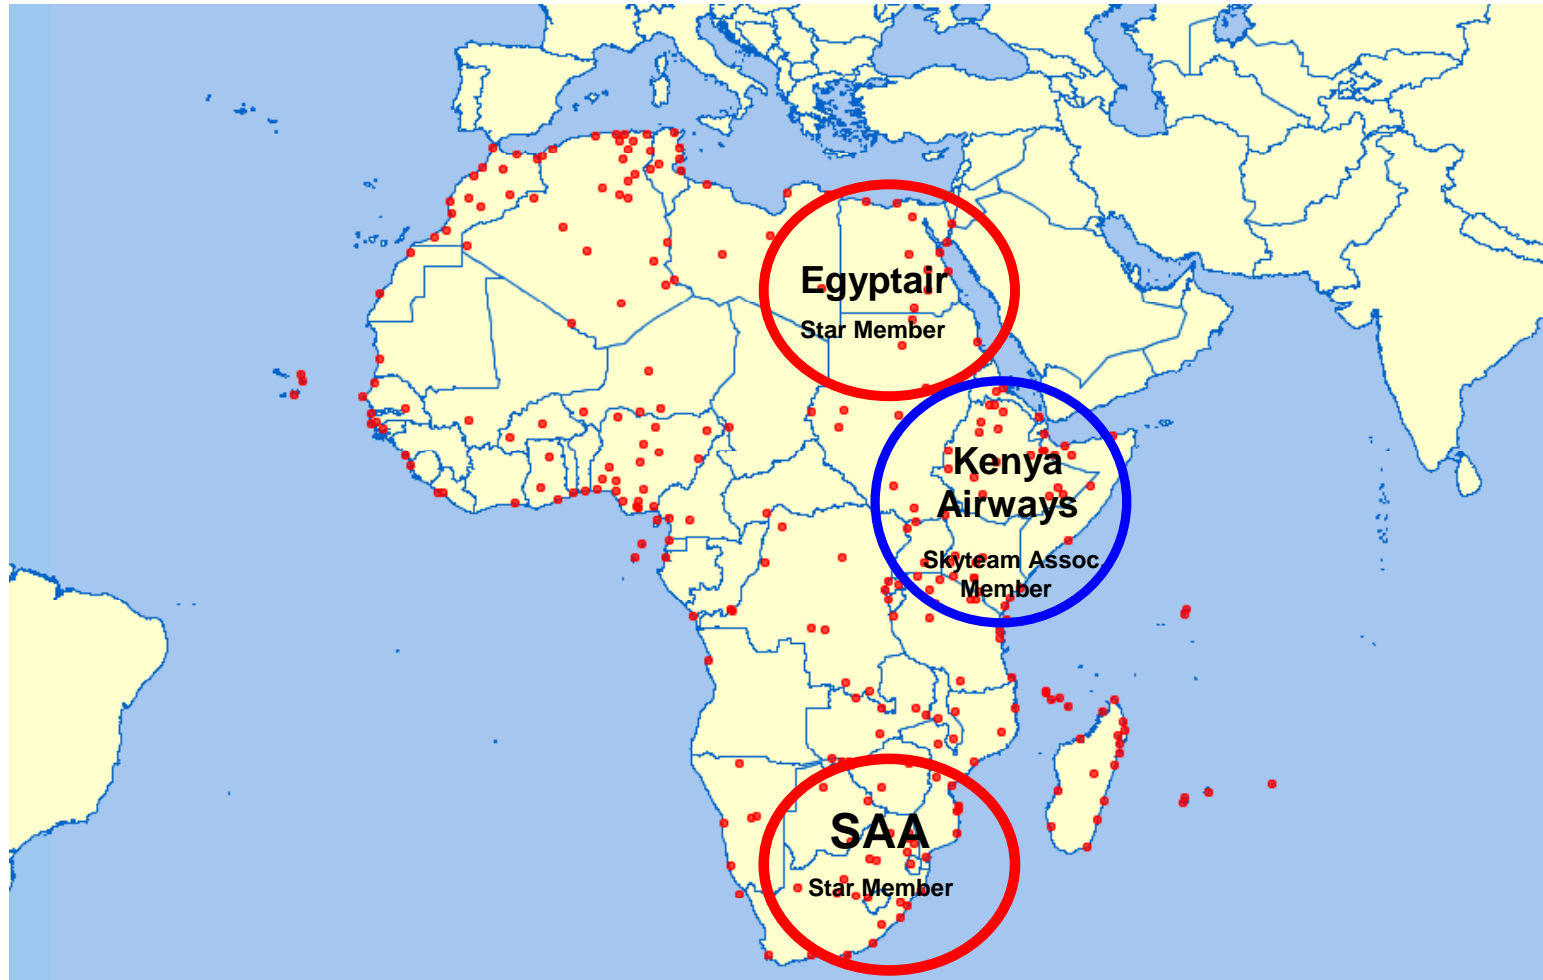 Egyptair
Star Member
Kenya
Airways
Skyteam Assoc.
Member
SAA
Star Member